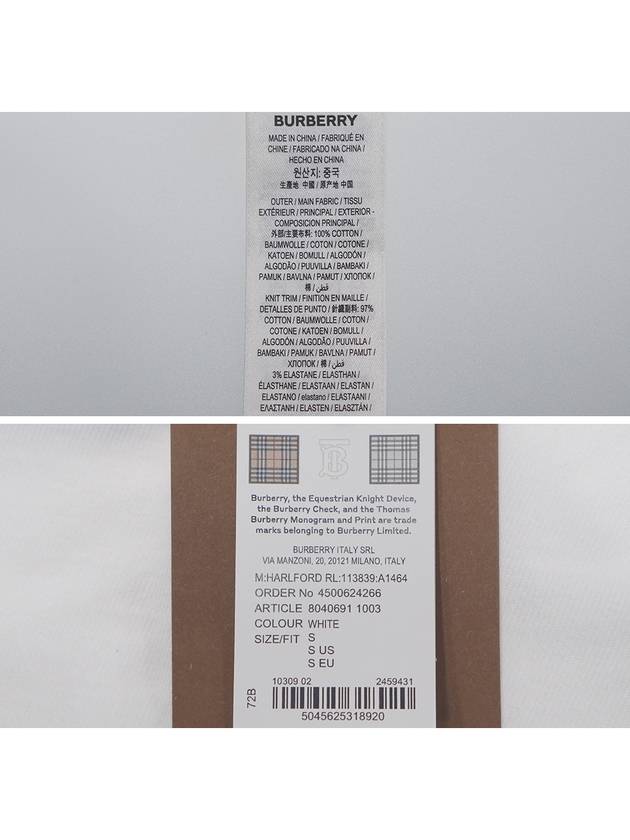 BURBERRY
MADE IN CHINA / FABRIQUÉ EN
CHINE / FABRICADO NA CHINA /
HECHO EN CHINA
원산지: 중국
生產地 中國 / 原产地 中国
OUTER / MAIN FABRIC / TISSU
EXTÉRIEUR / PRINCIPAL / EXTERIOR -
COMPOSICION PRINCIPAL /
外部/主要布料: 100% COTTON /
BAUMWOLLE / COTON / COTONE /
KATOEN / BOMULL / ALGODÓN /
ALGODÃO / PUUVILLA / BAMBAKI /
PAMUK / BAVLNA / PAMUT / ХЛОПОК /
棉 / قطن /
KNIT TRIM / FINITION EN MAILLE /
DETALLES DE PUNTO / 針織副料: 97%
COTTON / BAUMWOLLE / COTON /
COTONE / KATOEN / BOMULL /
ALGODÓN / ALGODÃO / PUUVILLA /
BAMBAKI / PAMUK / BAVLNA / PAMUT /
ХЛОПОК / 棉 / قطن
3% ELASTANE / ELASTHAN /
ÉLASTHANE / ELASTAAN / ELASTAN /
ELASTANO / elastano / ELASTAANI /
ΕΛΑΣΤΑΝΗ / ELASTEN / ELASZTÁN /
Burberry, the Equestrian Knight Device,
the Burberry Check, and the Thomas
Burberry Monogram and Print are trade
marks belonging to Burberry Limited.
BURBERRY ITALY SRL
VIA MANZONI, 20, 20121 MILANO, ITALY
M:HARLFORD RL:113839:A1464
ORDER No 4500624266
ARTICLE 8040691 1003
COLOUR WHITE
SIZE/FIT S
S US
S EU
10309 02 2459431
72B
5045625318920